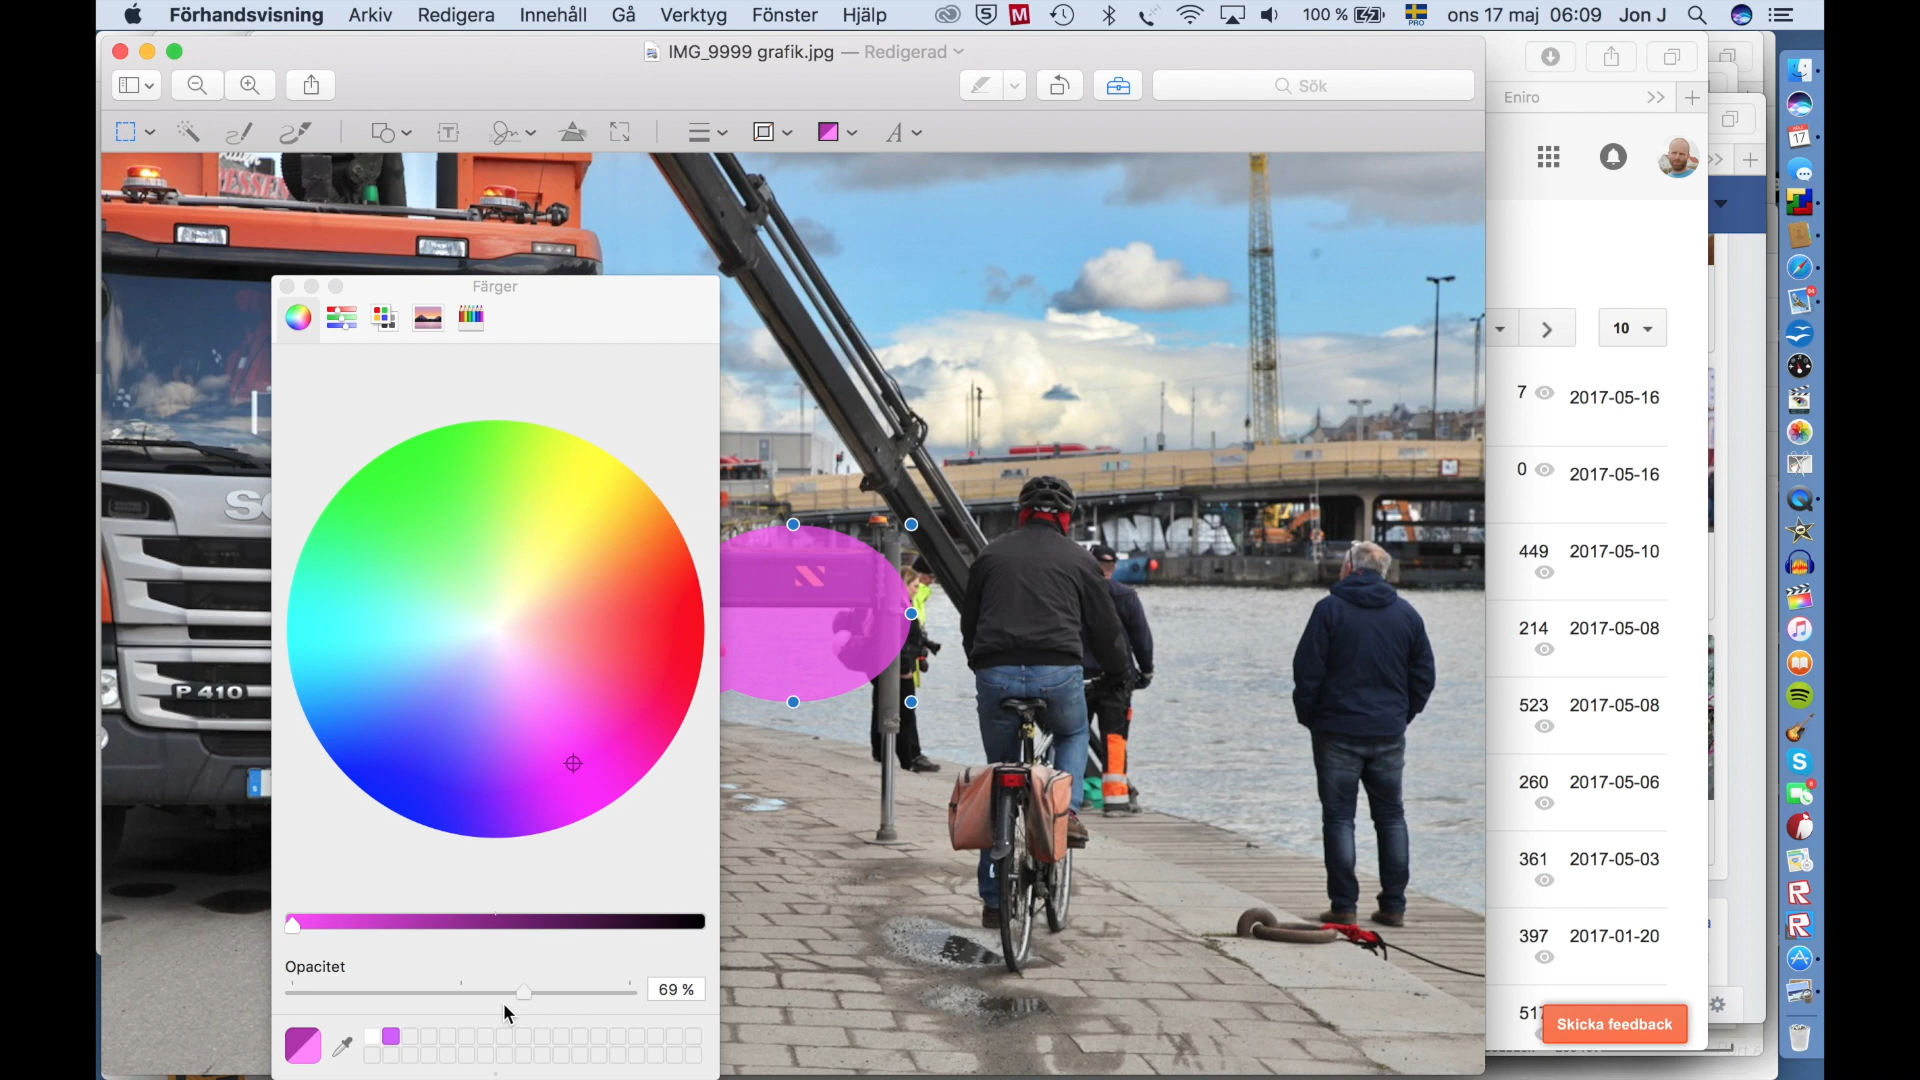 Förhandsvisning Arkiv Redigera Innehåll Gå Verktyg Fönster Hjälp 100 % PRO ons 17 maj 06:09 Jon J
IMG_9999 grafik.jpg — Redigerad
Sök
Eniro
Färger
P 410
10
7 2017-05-16
0 2017-05-16
449 2017-05-10
214 2017-05-08
523 2017-05-08
260 2017-05-06
361 2017-05-03
397 2017-01-20
Opacitet
69 %
Skicka feedback